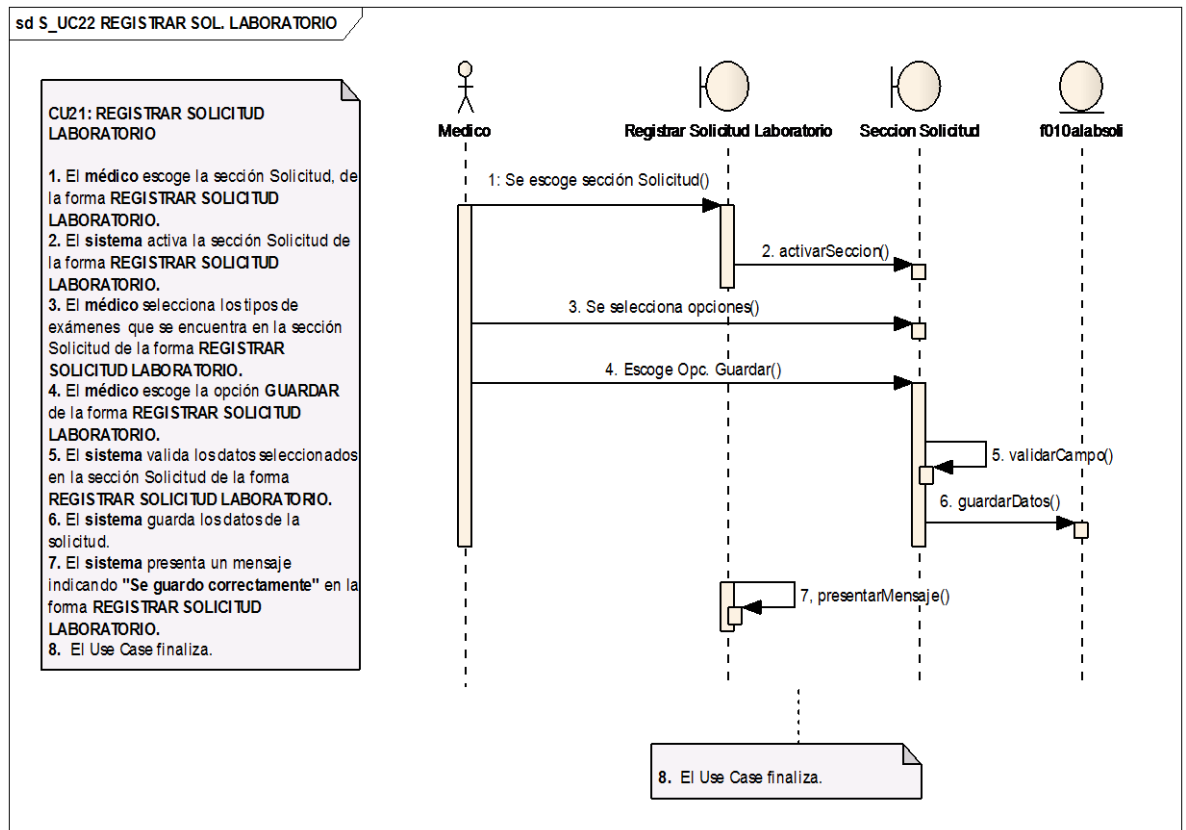 sd S_UC22 REGISTRAR SOL. LABORATORIO
CU21: REGISTRAR SOLICITUD
LABORATORIO
1. El médico escoge la sección Solicitud, de
la forma REGISTRAR SOLICITUD
LABORATORIO.
2. El sistema activa la sección Solicitud de
la forma REGISTRAR SOLICITUD
LABORATORIO.
3. El médico selecciona los tipos de
exámenes que se encuentra en la sección
Solicitud de la forma REGISTRAR
SOLICITUD LABORATORIO.
4. El médico escoge la opción GUARDAR
de la forma REGISTRAR SOLICITUD
LABORATORIO.
5. El sistema valida los datos seleccionados
en la sección Solicitud de la forma
REGISTRAR SOLICITUD LABORATORIO.
6. El sistema guarda los datos de la
solicitud.
7. El sistema presenta un mensaje
indicando "Se guardo correctamente" en la
forma REGISTRAR SOLICITUD
LABORATORIO.
8. El Use Case finaliza.
Medico
Registrar Solicitud Laboratorio
Seccion Solicitud
f010alabsoli
1: Se escoge sección Solicitud()
2. activarSeccion()
3. Se selecciona opciones()
4. Escoge Opc. Guardar()
5. validarCampo()
6. guardarDatos()
7, presentarMensaje()
8. El Use Case finaliza.